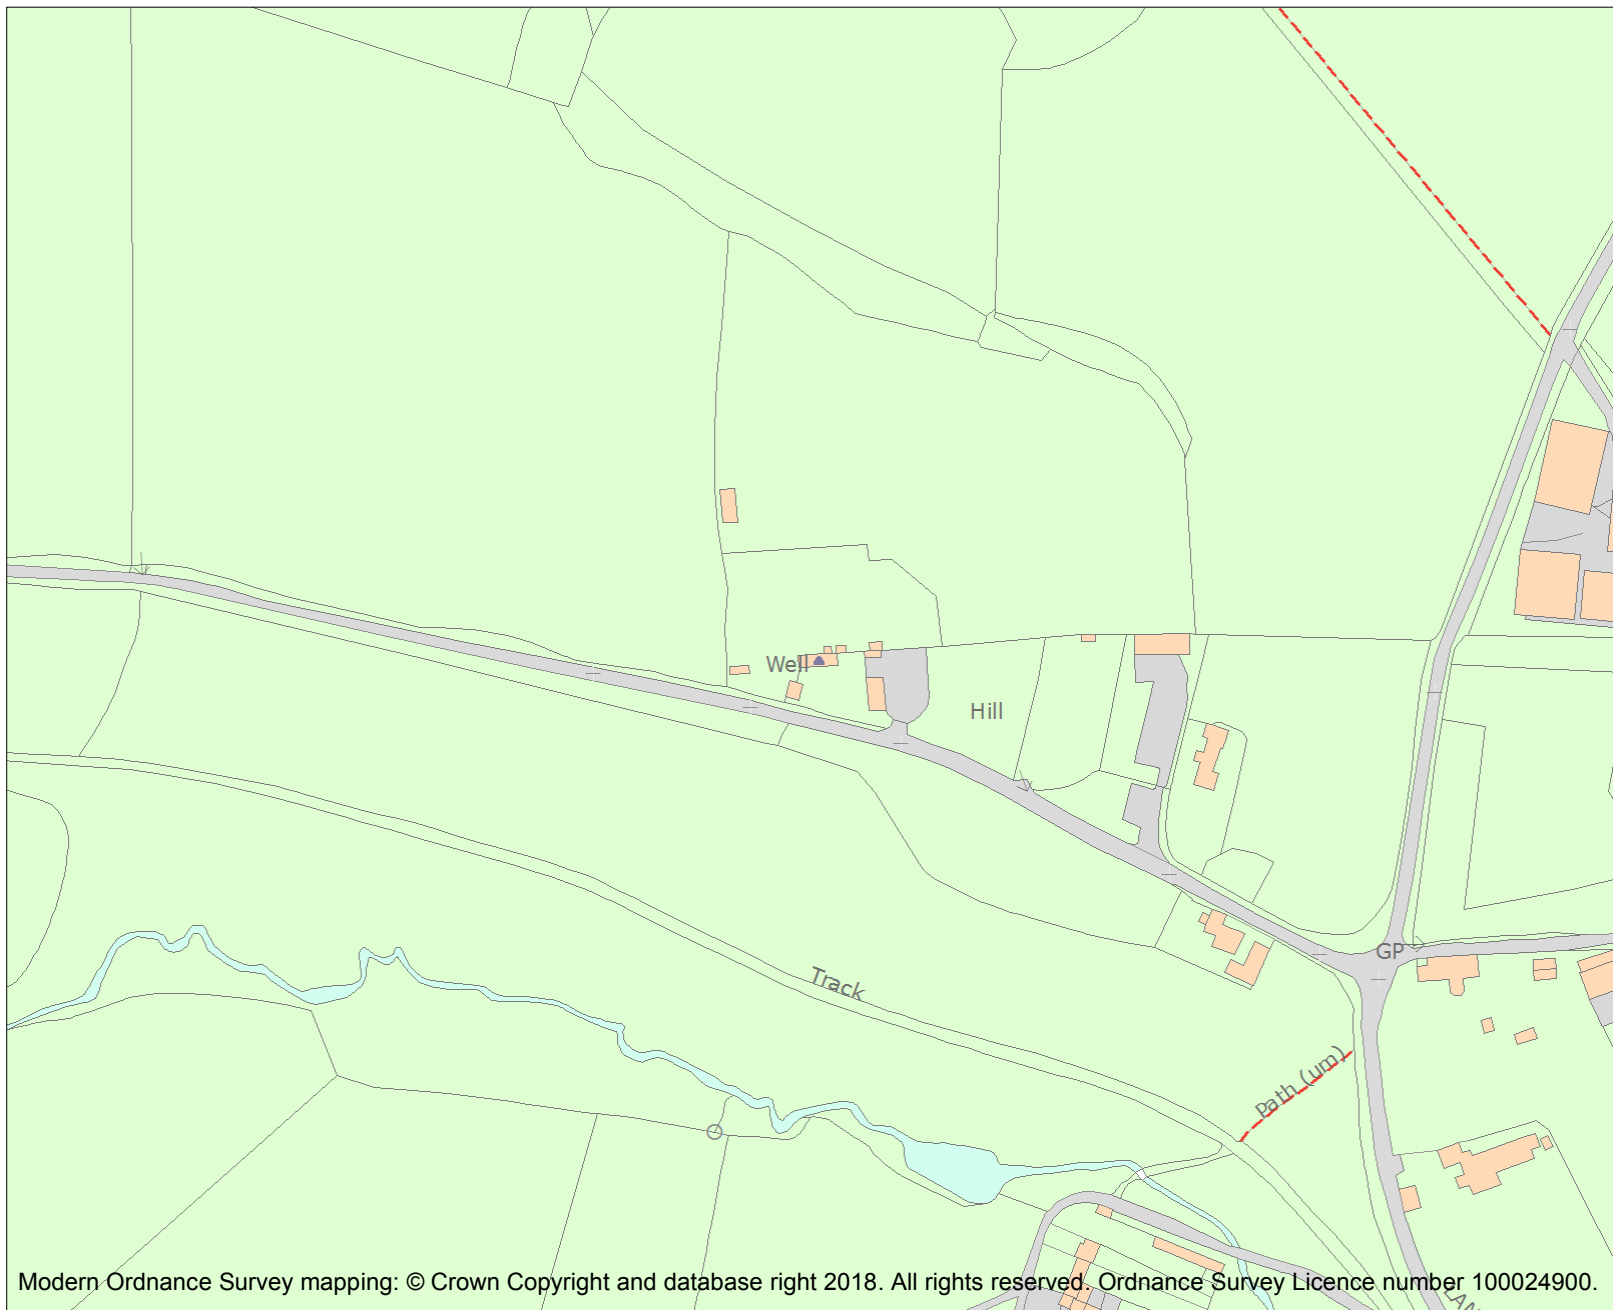 Well
Hill
GP
Track
Path (um)
Modern Ordnance Survey mapping: © Crown Copyright and database right 2018. All rights reserved. Ordnance Survey Licence number 100024900.